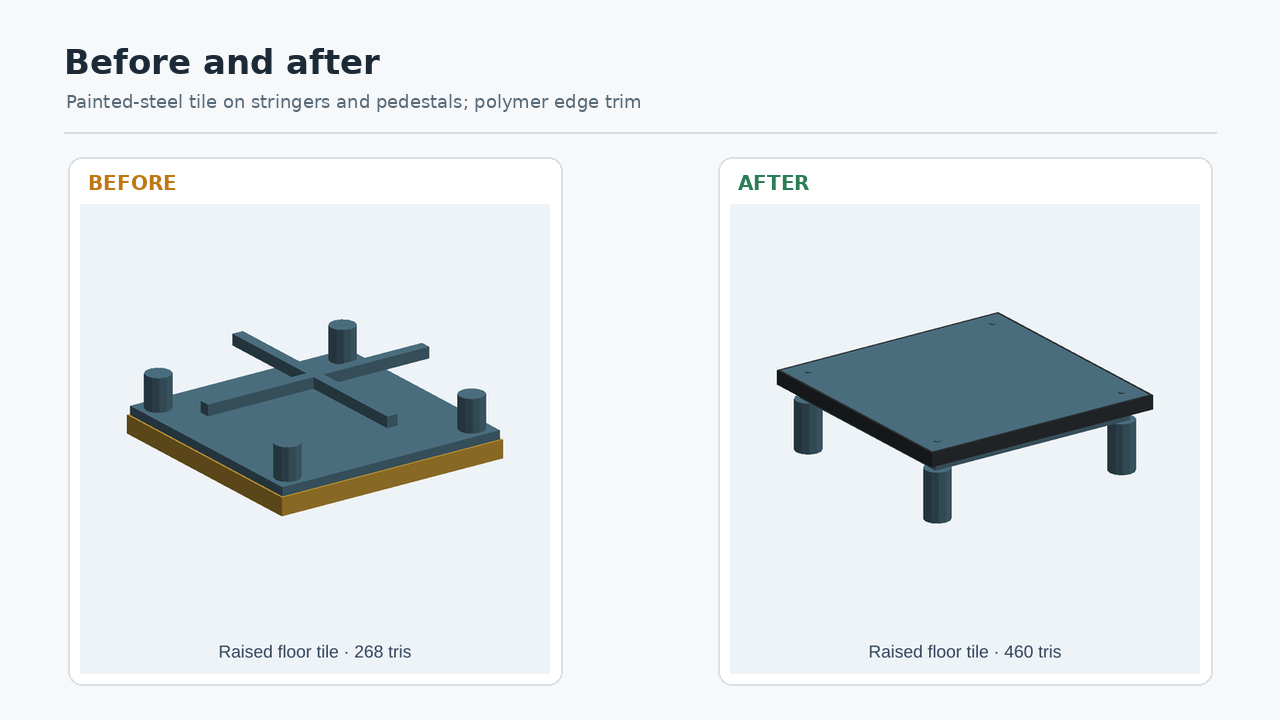 Before and after
Painted-steel tile on stringers and pedestals; polymer edge trim
BEFORE
Raised floor tile · 268 tris
AFTER
Raised floor tile · 460 tris